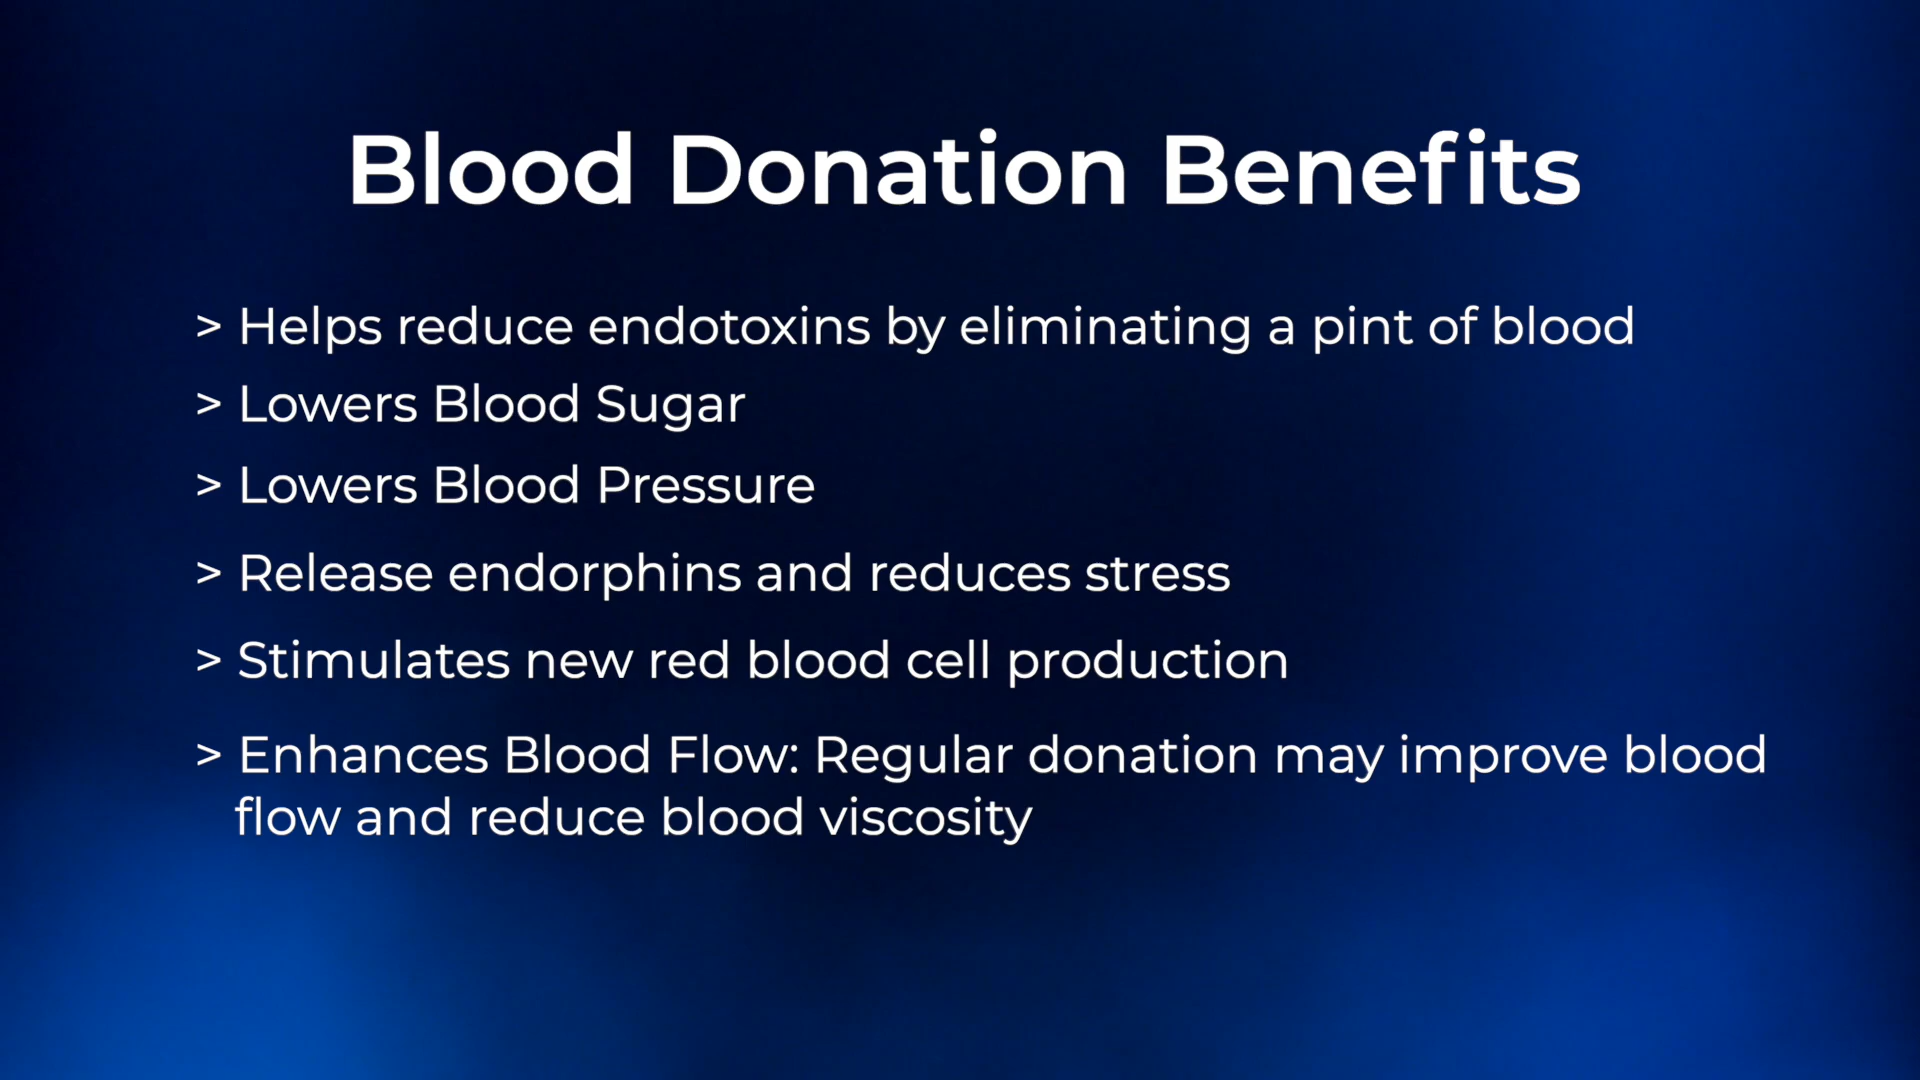 Blood Donation Benefits
> Helps reduce endotoxins by eliminating a pint of blood
> Lowers Blood Sugar
> Lowers Blood Pressure
> Release endorphins and reduces stress
> Stimulates new red blood cell production
> Enhances Blood Flow: Regular donation may improve blood
flow and reduce blood viscosity